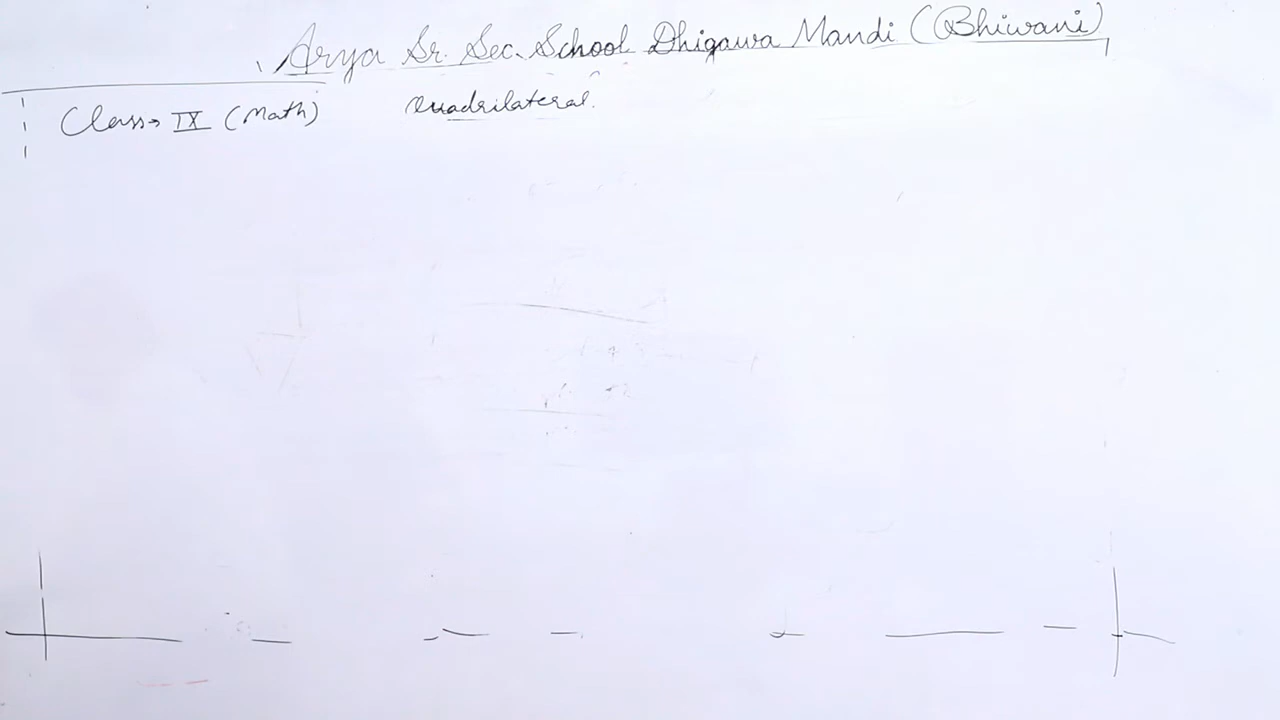 Arya Sr. Sec. School Dhigawa Mandi (Bhiwani)
Class → IX (Math) Quadrilateral.